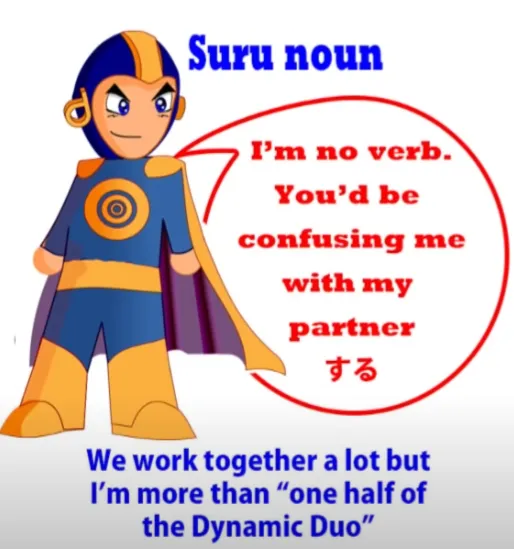 Suru noun
I'm no verb.
You'd be
confusing me
with my
partner
する
We work together a lot but
I'm more than “one half of
the Dynamic Duo”